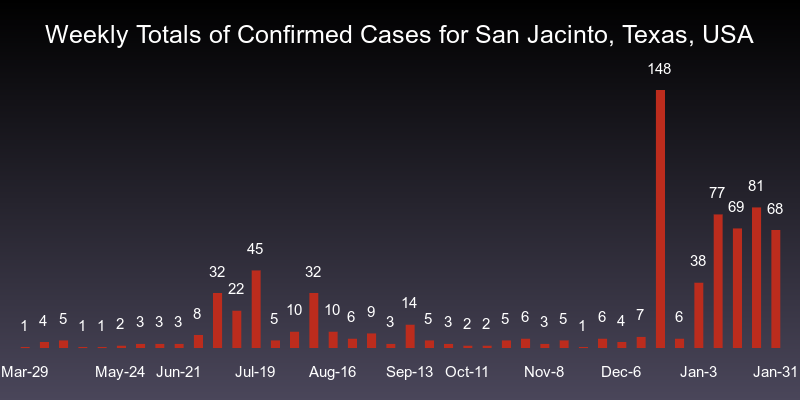 Weekly Totals of Confirmed Cases for San Jacinto, Texas, USA
1 4 5 1 1 2 3 3 3 8 32 22 45 5 10 32 10 6 9 3 14 5 3 2 2 5 6 3 5 1 6 4 7 148 6 38 77 69 81 68
Mar-29 May-24 Jun-21 Jul-19 Aug-16 Sep-13 Oct-11 Nov-8 Dec-6 Jan-3 Jan-31